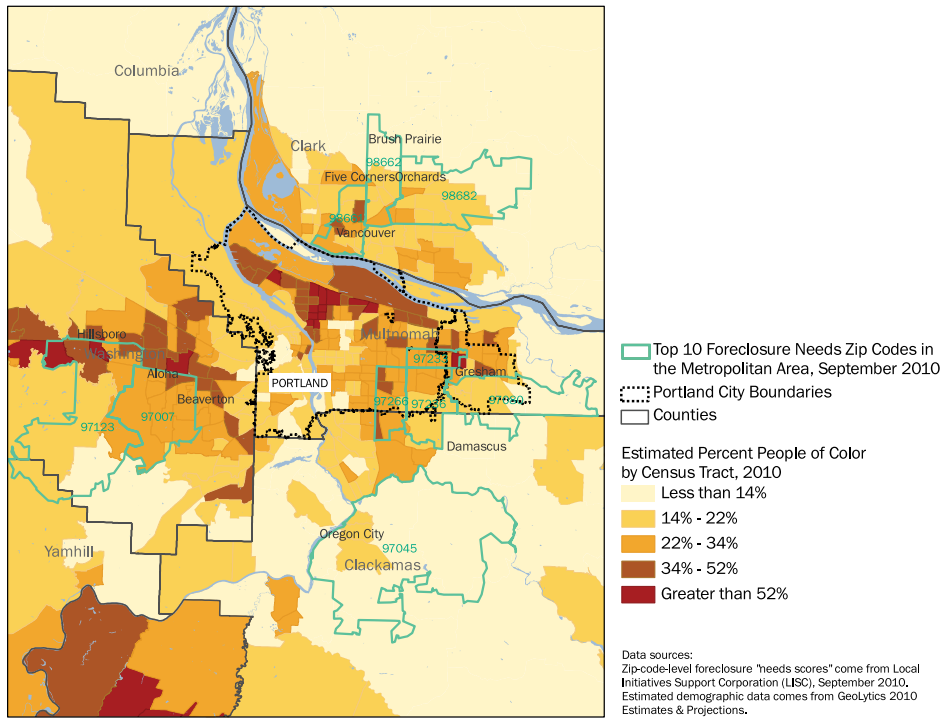 Columbia
Clark
Brush Prairie
98662
Five Corners
Orchards
98682
98661
Vancouver
Hillsboro
Washington
Multnomah
97233
Aloha
Gresham
PORTLAND
Beaverton
97266
97236
97080
97007
97123
Damascus
Oregon City
97045
Yamhill
Clackamas
Top 10 Foreclosure Needs Zip Codes in
the Metropolitan Area, September 2010
Portland City Boundaries
Counties
Estimated Percent People of Color
by Census Tract, 2010
Less than 14%
14% - 22%
22% - 34%
34% - 52%
Greater than 52%
Data sources:
Zip-code-level foreclosure "needs scores" come from Local
Initiatives Support Corporation (LISC), September 2010.
Estimated demographic data comes from GeoLytics 2010
Estimates & Projections.